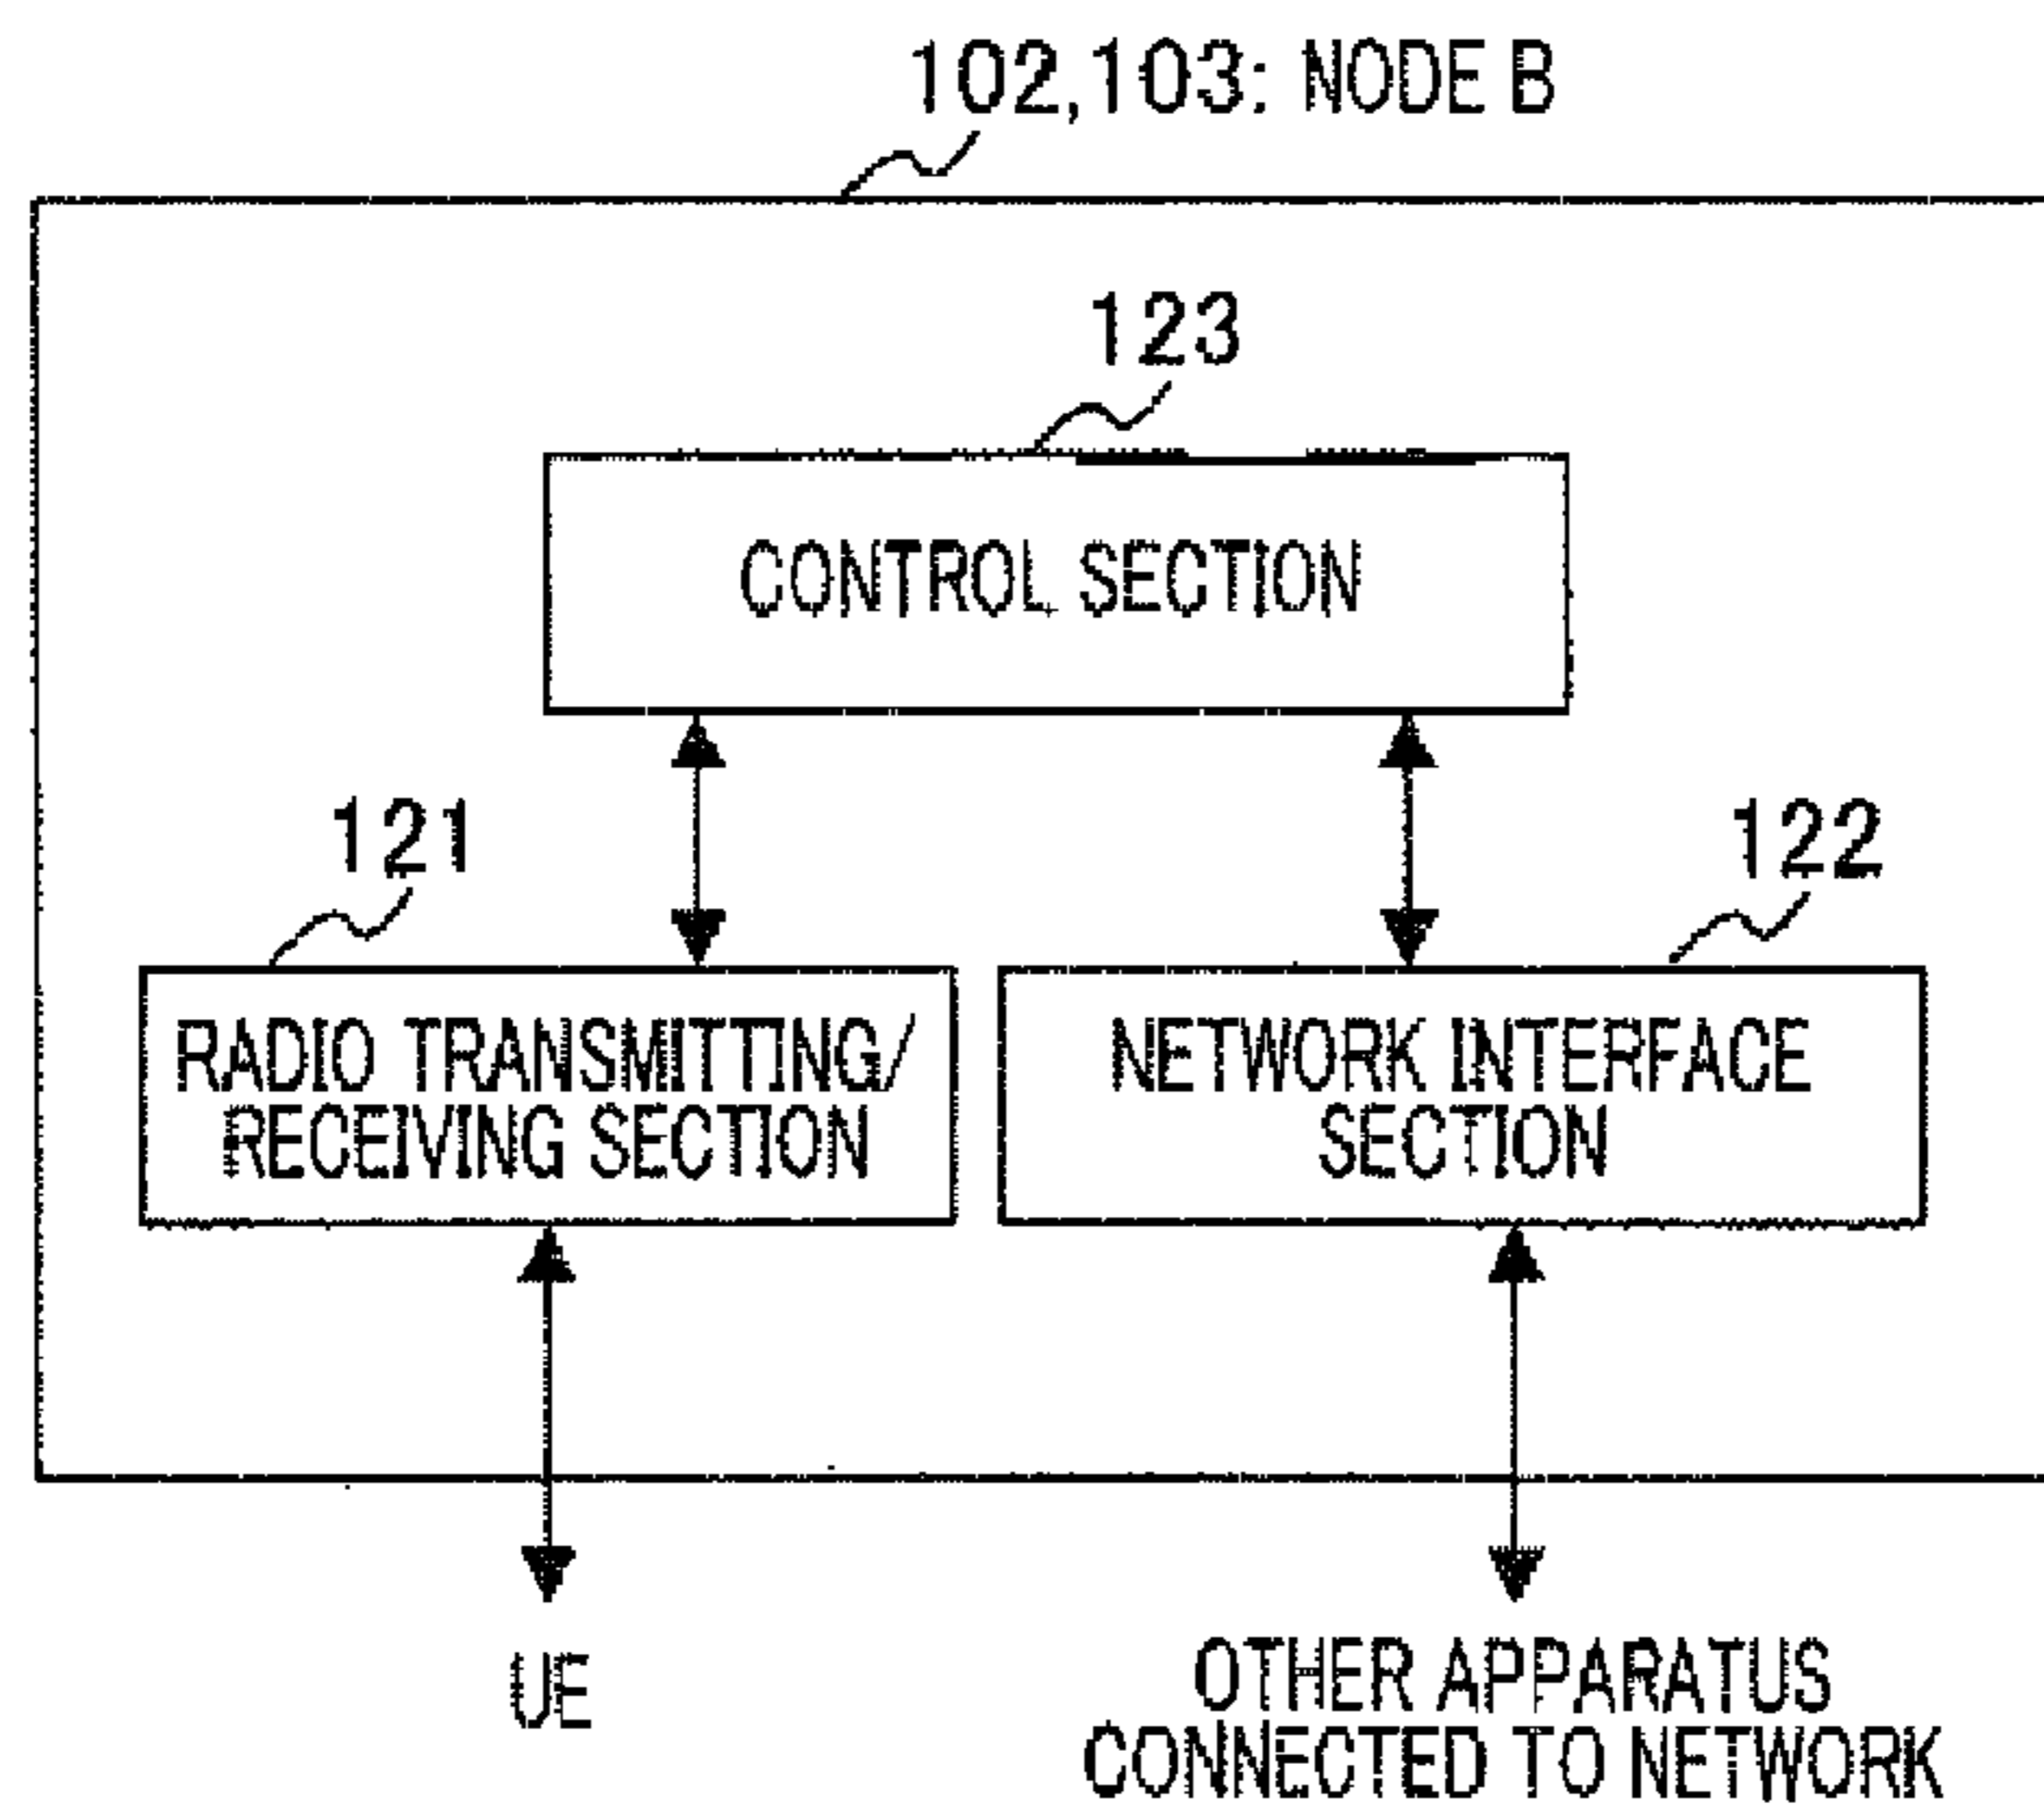 102,103: NODE B
123
CONTROL SECTION
121
122
RADIO TRANSMITTING/
RECEIVING SECTION
NETWORK INTERFACE
SECTION
UE
OTHER APPARATUS
CONNECTED TO NETWORK